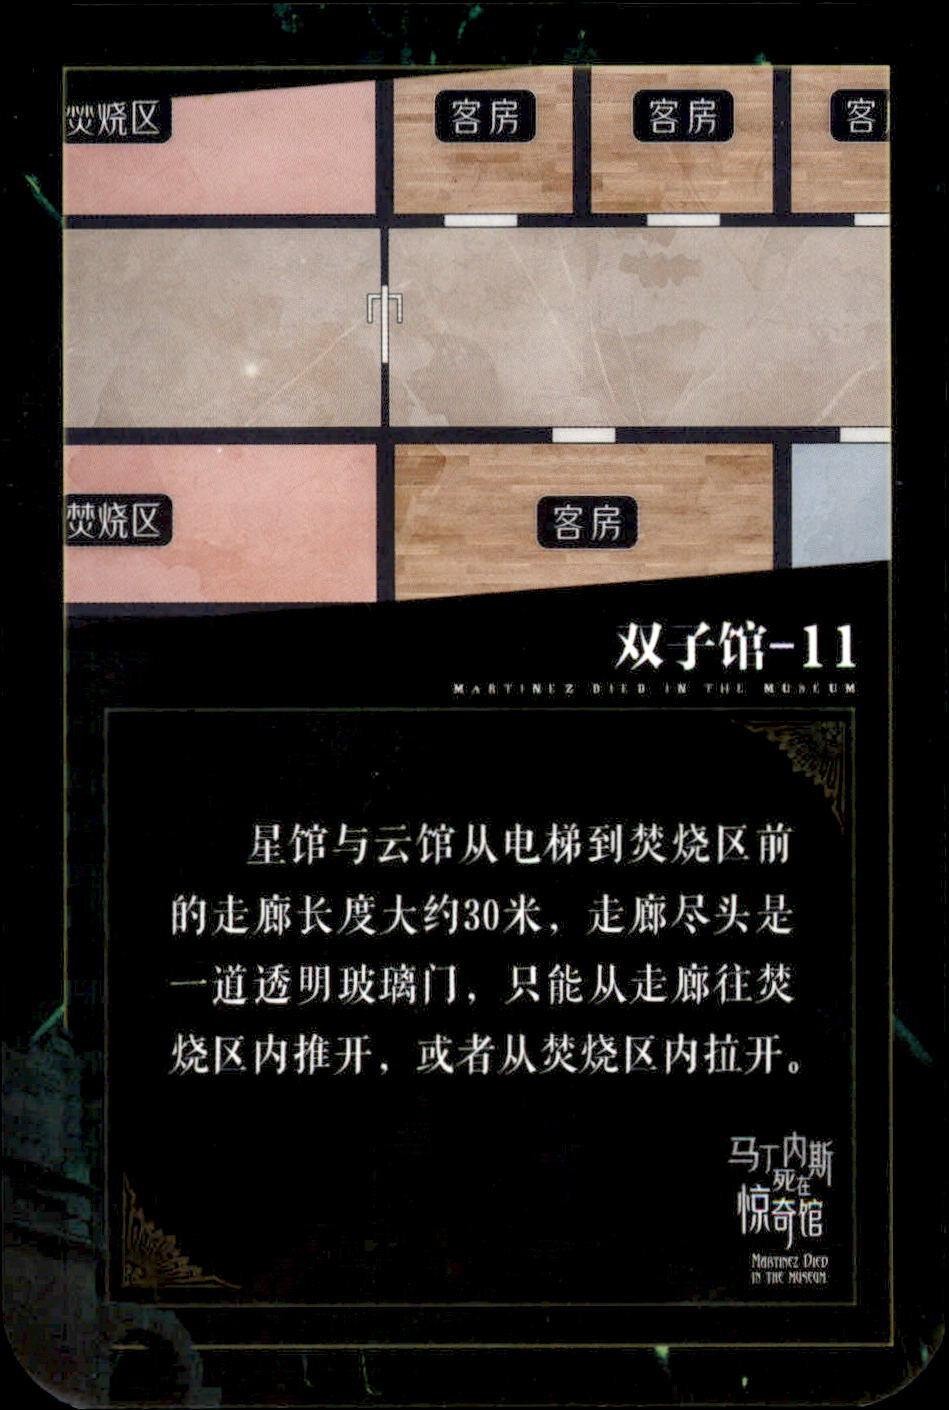 焚烧区
客房
客房
客
焚烧区
客房
双子馆-11
MARTINEZ DIED IN THE MUSEUM
星馆与云馆从电梯到焚烧区前
的走廊长度大约30米，走廊尽头是
一道透明玻璃门，只能从走廊往焚
烧区内推开，或者从焚烧区内拉开。
马丁内斯
死在
惊奇馆
MARTINEZ DIED
IN THE MUSEUM